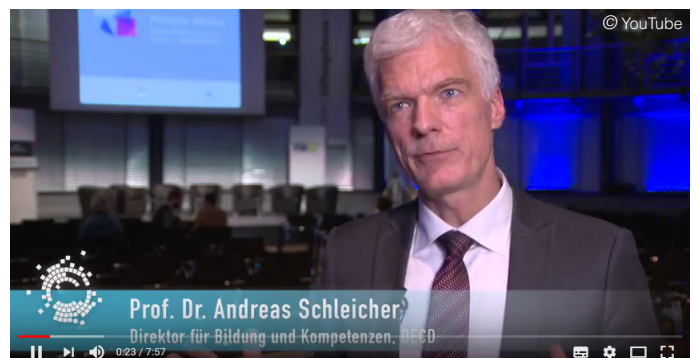 © YouTube
Prof. Dr. Andreas Schleicher
Direktor für Bildung und Kompetenzen, OECD
0:23 / 7:57